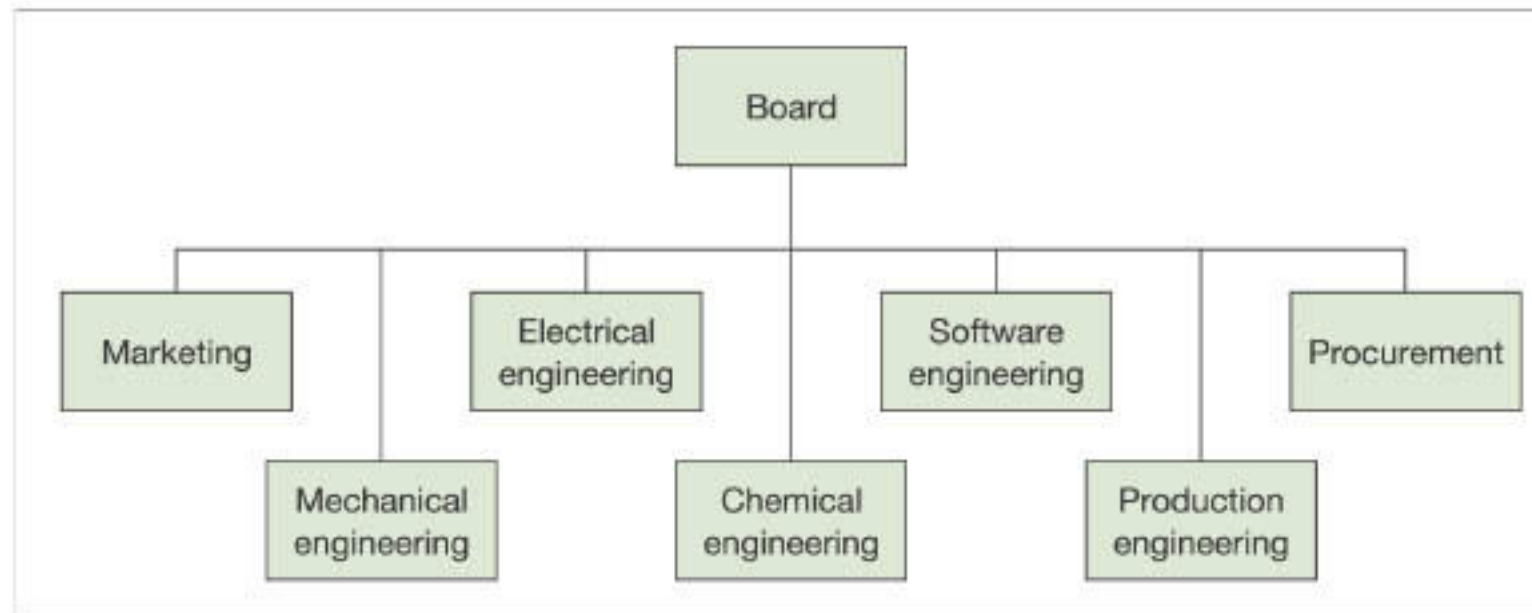 Board
Marketing
Electrical
engineering
Software
engineering
Procurement
Mechanical
engineering
Chemical
engineering
Production
engineering